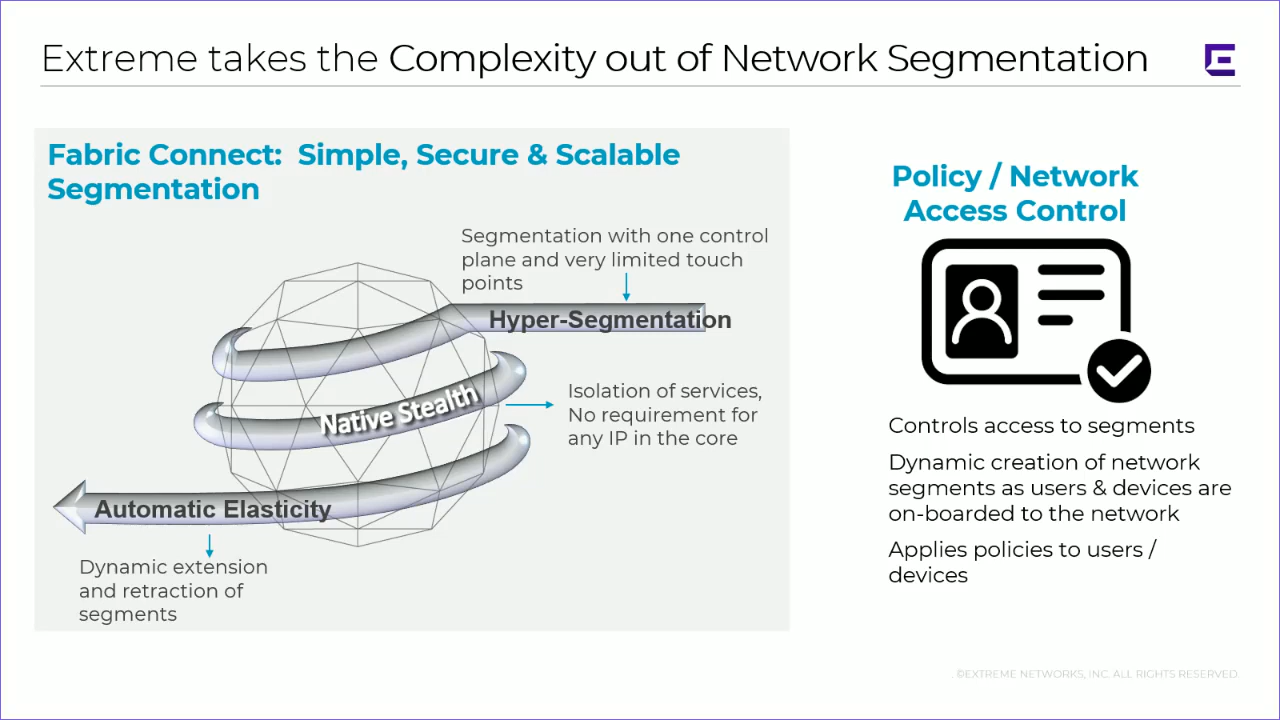 Extreme takes the Complexity out of Network Segmentation
Fabric Connect:  Simple, Secure & Scalable
Segmentation
Segmentation with one control
plane and very limited touch
points
Hyper-Segmentation
Native Stealth
Isolation of services,
No requirement for
any IP in the core
Automatic Elasticity
Dynamic extension
and retraction of
segments
Policy / Network
Access Control
Controls access to segments
Dynamic creation of network
segments as users & devices are
on-boarded to the network
Applies policies to users /
devices
. ©EXTREME NETWORKS, INC. ALL RIGHTS RESERVED.